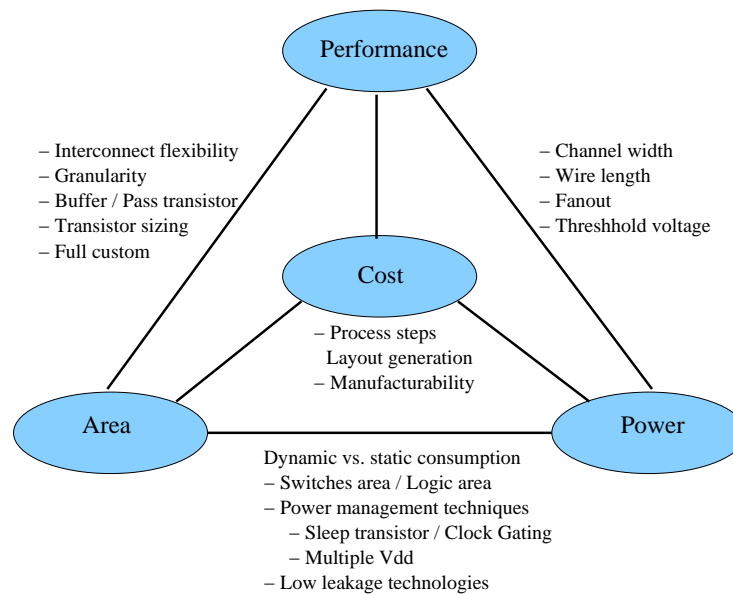 Performance
– Interconnect flexibility
– Granularity
– Buffer / Pass transistor
– Transistor sizing
– Full custom
– Channel width
– Wire length
– Fanout
– Threshhold voltage
Cost
– Process steps
Layout generation
– Manufacturability
Area
Power
Dynamic vs. static consumption
– Switches area / Logic area
– Power management techniques
– Sleep transistor / Clock Gating
– Multiple Vdd
– Low leakage technologies